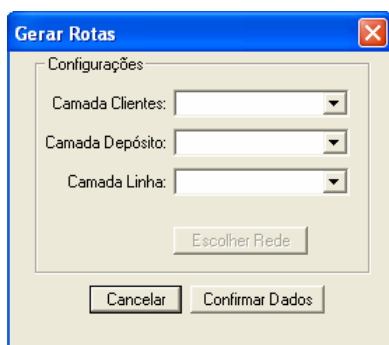 Gerar Rotas
Configurações
Camada Clientes:
Camada Depósito:
Camada Linha:
Escolher Rede
Cancelar Confirmar Dados